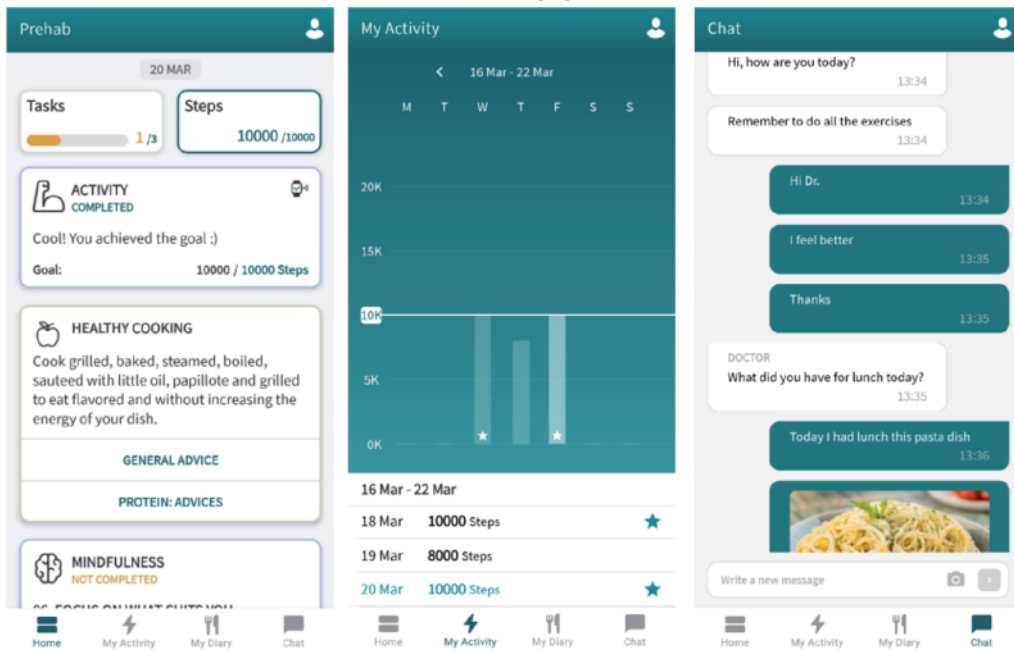 Prehab
20 MAR
Tasks
1 /3
Steps
10000 /10000
ACTIVITY
COMPLETED
Cool! You achieved the goal :)
Goal: 10000 / 10000 Steps
HEALTHY COOKING
Cook grilled, baked, steamed, boiled,
sauteed with little oil, papillote and grilled
to eat flavored and without increasing the
energy of your dish.
GENERAL ADVICE
PROTEIN: ADVICES
MINDFULNESS
NOT COMPLETED
Home My Activity My Diary Chat
My Activity
16 Mar - 22 Mar
M T W T F S S
20K
15K
10K
5K
0K
16 Mar - 22 Mar
18 Mar 10000 Steps
19 Mar 8000 Steps
20 Mar 10000 Steps
Home My Activity My Diary Chat
Chat
Hi, how are you today?
13:34
Remember to do all the exercises
13:34
Hi Dr.
13:34
I feel better
13:35
Thanks
13:35
DOCTOR
What did you have for lunch today?
13:35
Today I had lunch this pasta dish
13:36
Write a new message
Home My Activity My Diary Chat